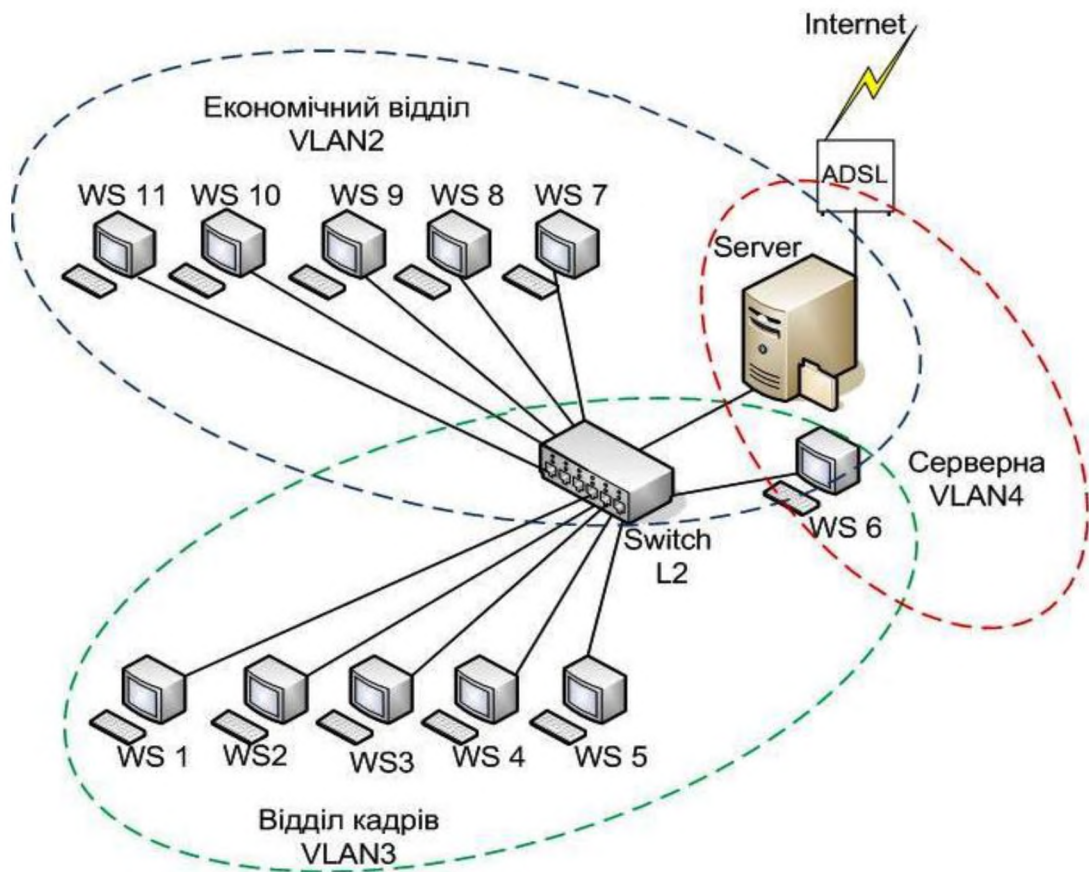 Internet
Економічний відділ
VLAN2
ADSL
WS 11
WS 10
WS 9
WS 8
WS 7
Server
Серверна
VLAN4
WS 6
Switch
L2
WS 1
WS2
WS3
WS 4
WS 5
Відділ кадрів
VLAN3